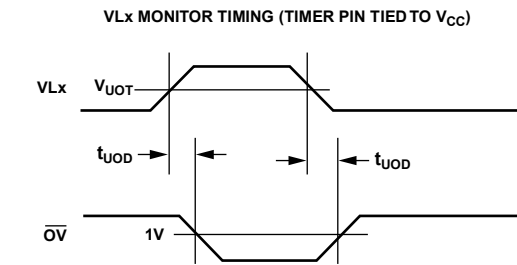 VLx MONITOR TIMING (TIMER PIN TIED TO VCC)
VLx VUOT
tUOD tUOD
OV 1V